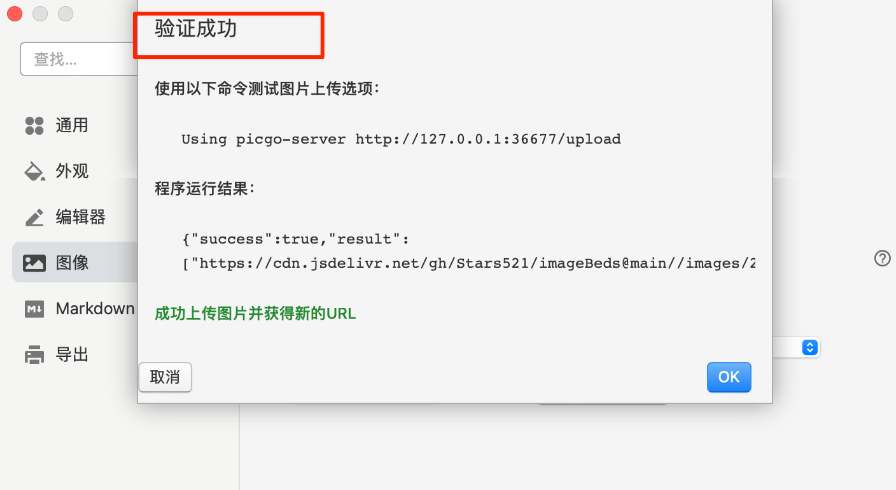 验证成功
查找...
使用以下命令测试图片上传选项：
通用
Using picgo-server http://127.0.0.1:36677/upload
外观
程序运行结果：
编辑器
{"success":true,"result":
图像
["https://cdn.jsdelivr.net/gh/Stars521/imageBeds@main//images/2
Markdown
成功上传图片并获得新的URL
导出
取消
OK